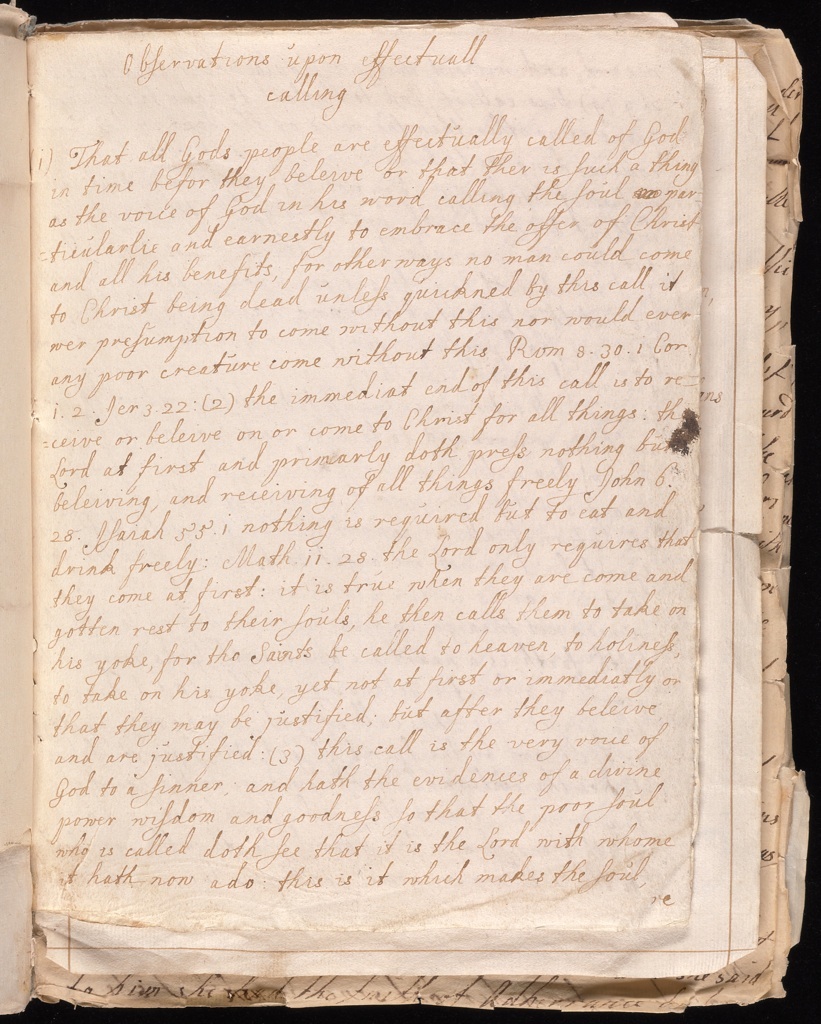 Observations upon effectuall
calling
1) That all Gods people are effectually called of God
in time befor they beleive or that ther is such a thing
as the voice of God in his word calling the soul par
=ticularlie and earnestly to embrace the offer of Christ
and all his benefits, for other ways no man could come
to Christ being dead unless quickned by this call it
wer presumption to come without this nor would ever
any poor creature come without this Rom 8.30. 1 Cor
1. 2. Jer 3.22: (2) the immediat end of this call is to re=
=ceive or beleive on or come to Christ for all things: the
Lord at first and primarly doth press nothing but
beleiving, and receiving of all things freely John 6.
28. Isaiah 55.1 nothing is required but to eat and
drink freely: Math. 11. 28. the Lord only requires that
they come at first: it is true when they are come and
gotten rest to their souls, he then calls them to take on
his yoke, for the Saints be called to heaven, to holiness,
to take on his yoke, yet not at first or immediatly or
that they may be justified; but after they beleive
and are justified: (3) this call is the very voice of
God to a sinner, and hath the evidences of a divine
power wisdom and goodness so that the poor soul
who is called doth see that it is the Lord with whome
it hath now ado: this is it which makes the soul,
re
to him she the of
she said